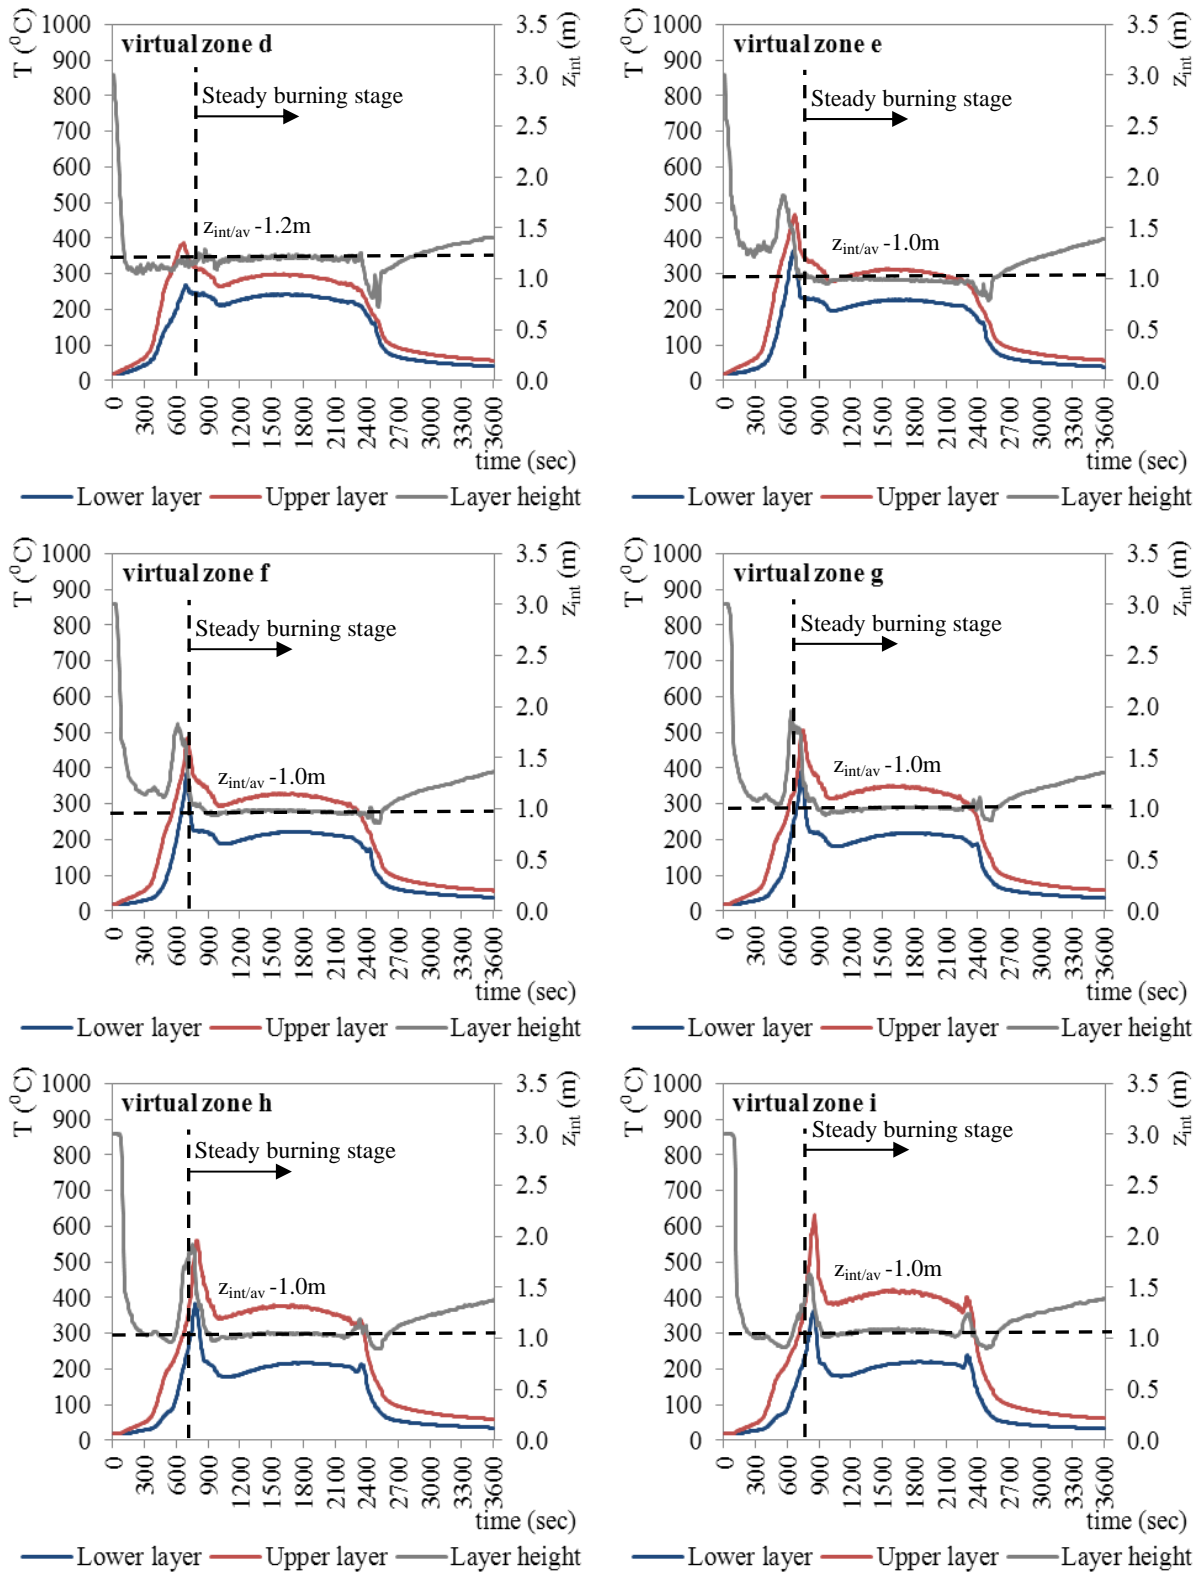 virtual zone d
T (⁰C)
1000
900
800
700
600
500
400
300
200
100
0
3.5
3.0
2.5
2.0
1.5
1.0
0.5
0.0
z_int (m)
Steady burning stage
z_int/av -1.2m
0 300 600 900 1200 1500 1800 2100 2400 2700 3000 3300 3600
time (sec)
Lower layer Upper layer Layer height
virtual zone e
T (⁰C)
1000
900
800
700
600
500
400
300
200
100
0
3.5
3.0
2.5
2.0
1.5
1.0
0.5
0.0
z_int (m)
Steady burning stage
z_int/av -1.0m
0 300 600 900 1200 1500 1800 2100 2400 2700 3000 3300 3600
time (sec)
Lower layer Upper layer Layer height
virtual zone f
T (⁰C)
1000
900
800
700
600
500
400
300
200
100
0
3.5
3.0
2.5
2.0
1.5
1.0
0.5
0.0
z_int (m)
Steady burning stage
z_int/av -1.0m
0 300 600 900 1200 1500 1800 2100 2400 2700 3000 3300 3600
time (sec)
Lower layer Upper layer Layer height
virtual zone g
T (⁰C)
1000
900
800
700
600
500
400
300
200
100
0
3.5
3.0
2.5
2.0
1.5
1.0
0.5
0.0
z_int (m)
Steady burning stage
z_int/av -1.0m
0 300 600 900 1200 1500 1800 2100 2400 2700 3000 3300 3600
time (sec)
Lower layer Upper layer Layer height
virtual zone h
T (⁰C)
1000
900
800
700
600
500
400
300
200
100
0
3.5
3.0
2.5
2.0
1.5
1.0
0.5
0.0
z_int (m)
Steady burning stage
z_int/av -1.0m
0 300 600 900 1200 1500 1800 2100 2400 2700 3000 3300 3600
time (sec)
Lower layer Upper layer Layer height
virtual zone i
T (⁰C)
1000
900
800
700
600
500
400
300
200
100
0
3.5
3.0
2.5
2.0
1.5
1.0
0.5
0.0
z_int (m)
Steady burning stage
z_int/av -1.0m
0 300 600 900 1200 1500 1800 2100 2400 2700 3000 3300 3600
time (sec)
Lower layer Upper layer Layer height